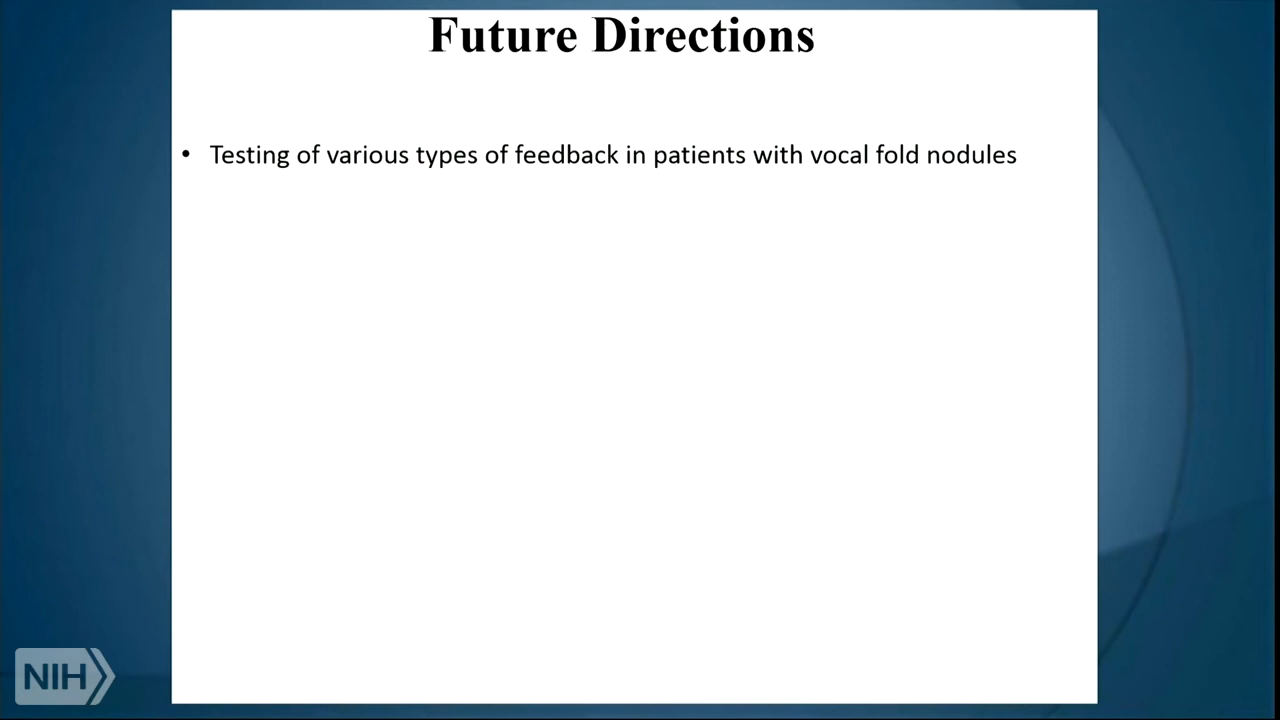 Future Directions
• Testing of various types of feedback in patients with vocal fold nodules
NIH